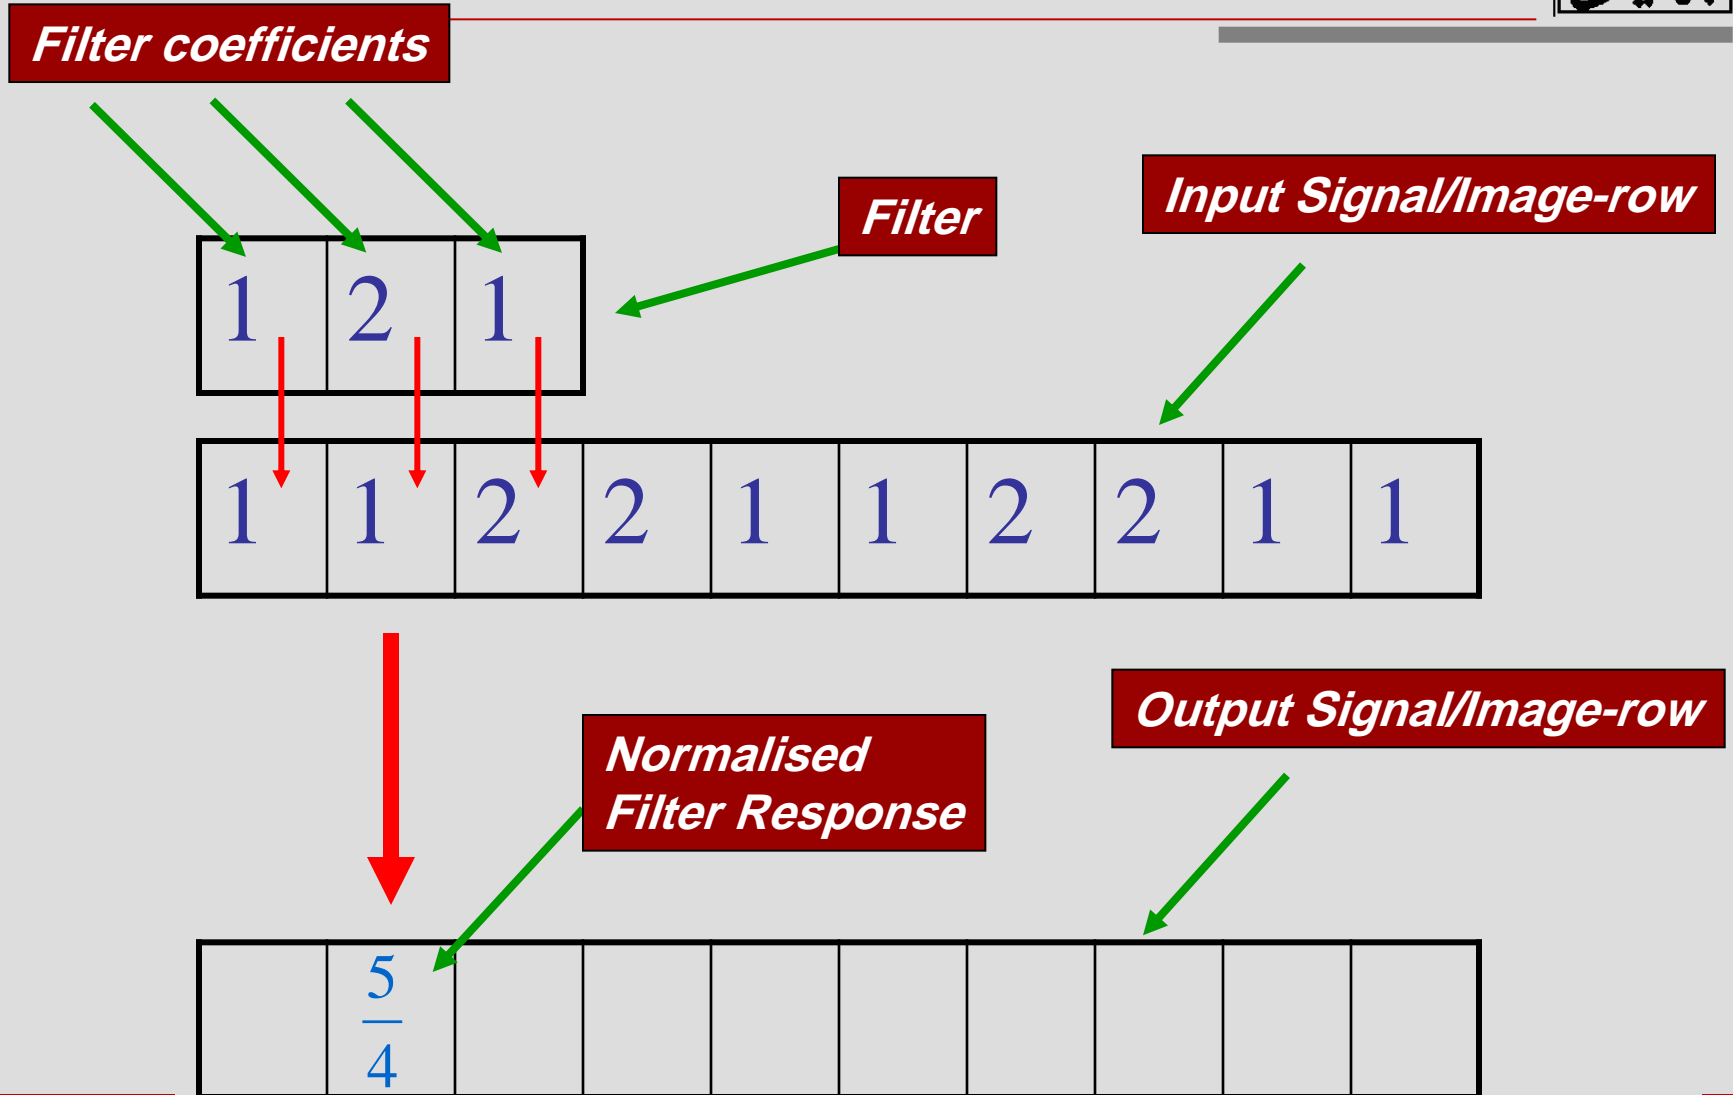 Filter coefficients
Input Signal/Image-row
Filter
1 2 1
1 1 2 2 1 1 2 2 1 1
Output Signal/Image-row
Normalised
Filter Response
5
4